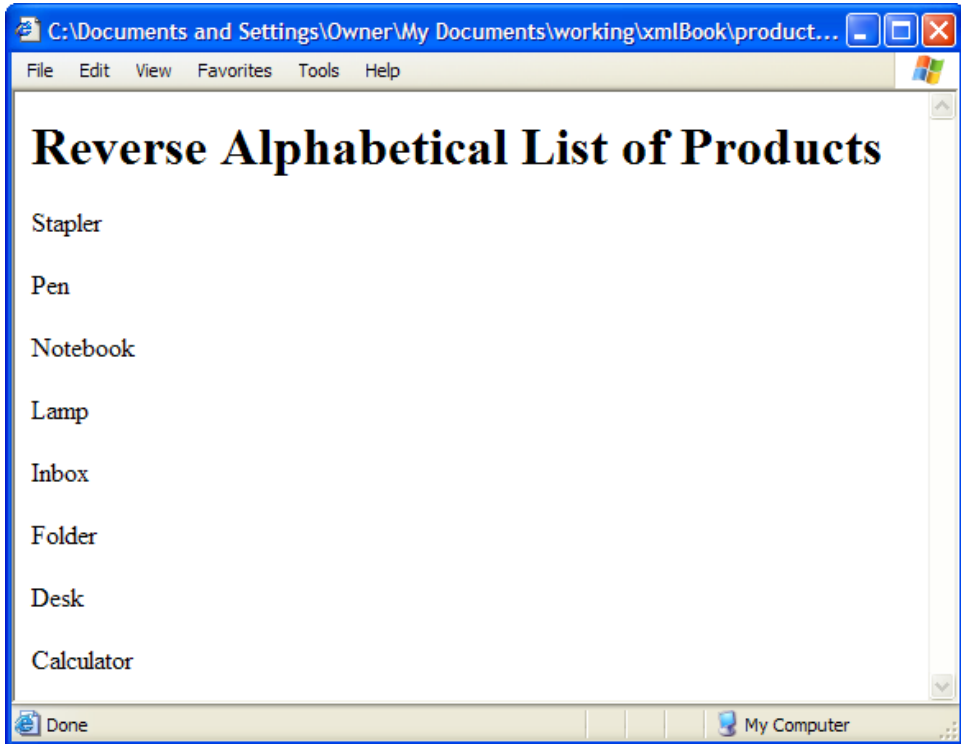 C:\Documents and Settings\Owner\My Documents\working\xmlBook\product...
File Edit View Favorites Tools Help
Reverse Alphabetical List of Products
Stapler
Pen
Notebook
Lamp
Inbox
Folder
Desk
Calculator
Done My Computer